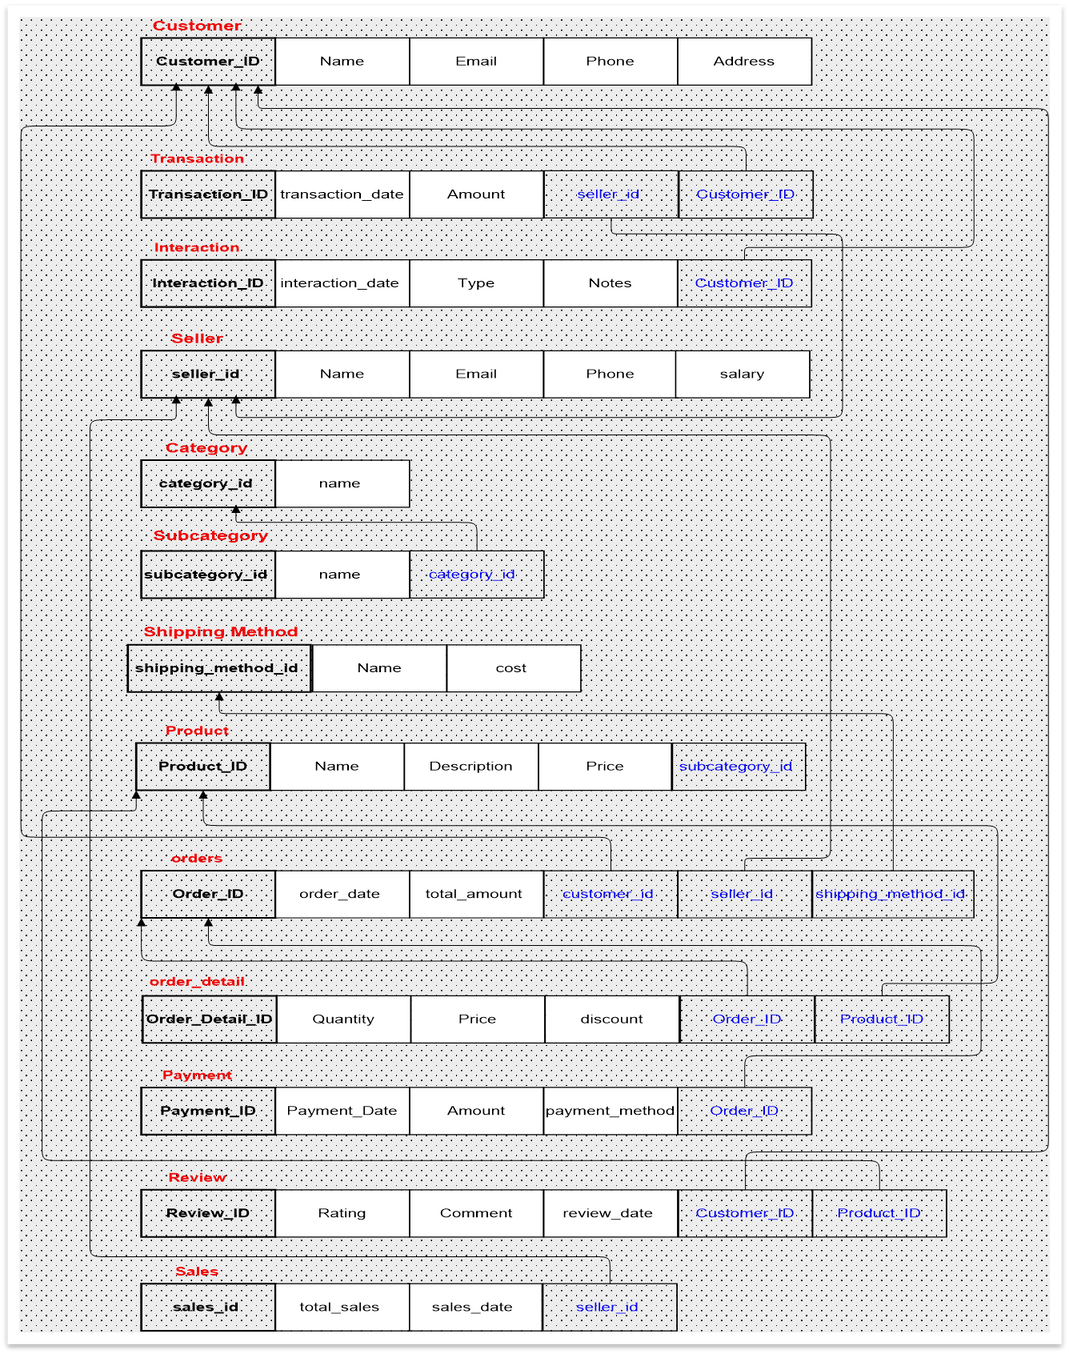 Customer
Customer_ID Name Email Phone Address
Transaction
Transaction_ID transaction_date Amount seller_id Customer_ID
Interaction
Interaction_ID interaction_date Type Notes Customer_ID
Seller
seller_id Name Email Phone salary
Category
category_id name
Subcategory
subcategory_id name category_id
Shipping Method
shipping_method_id Name cost
Product
Product_ID Name Description Price subcategory_id
orders
Order_ID order_date total_amount customer_id seller_id shipping_method_id
order_detail
Order_Detail_ID Quantity Price discount Order_ID Product_ID
Payment
Payment_ID Payment_Date Amount payment_method Order_ID
Review
Review_ID Rating Comment review_date Customer_ID Product_ID
Sales
sales_id total_sales sales_date seller_id